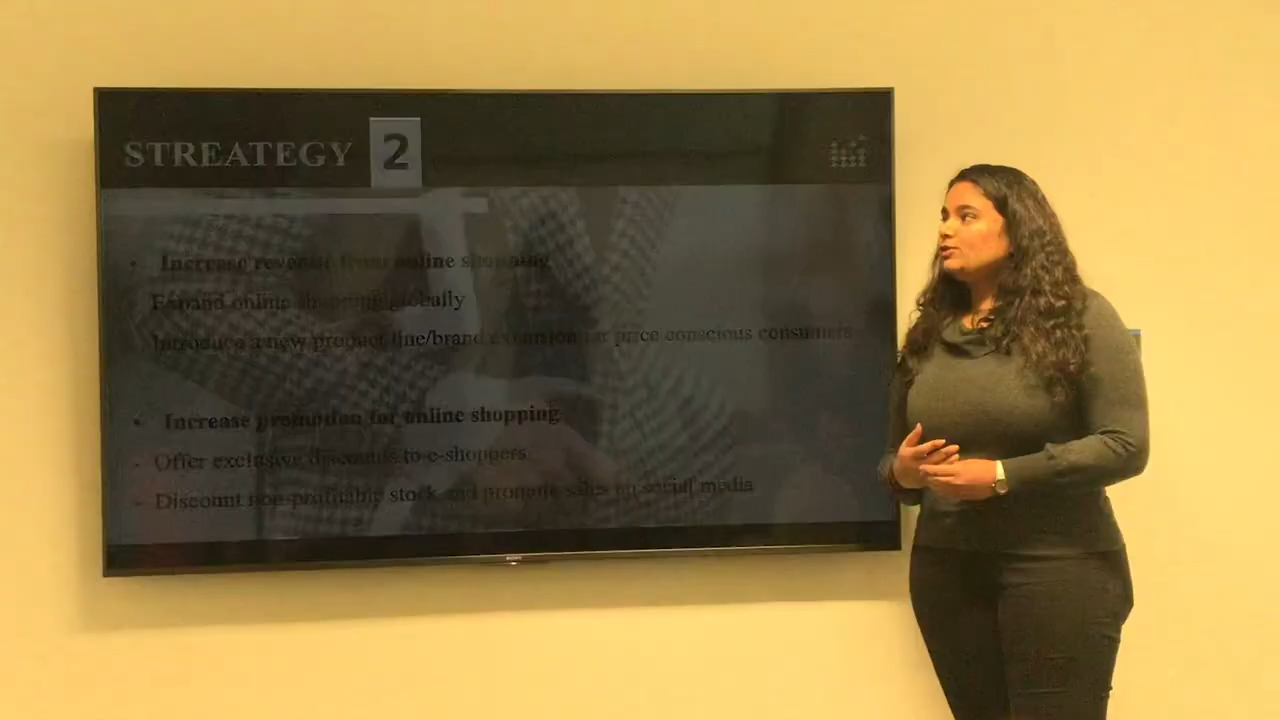 STREATEGY 2
• Increase revenue from online shopping
Expand online shopping globally
Introduce a new product line/brand extension for price conscious consumers
• Increase promotion for online shopping
- Offer exclusive discounts to e-shoppers
- Discount non-profitable stock and promote sales on social media
SONY